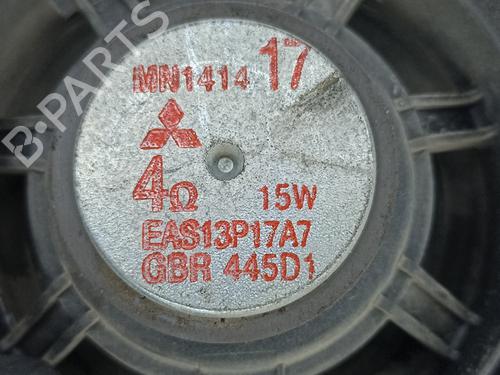 B-PARTS
MN1414 17
4Ω 15W
EAS13P17A7
GBR 445D1